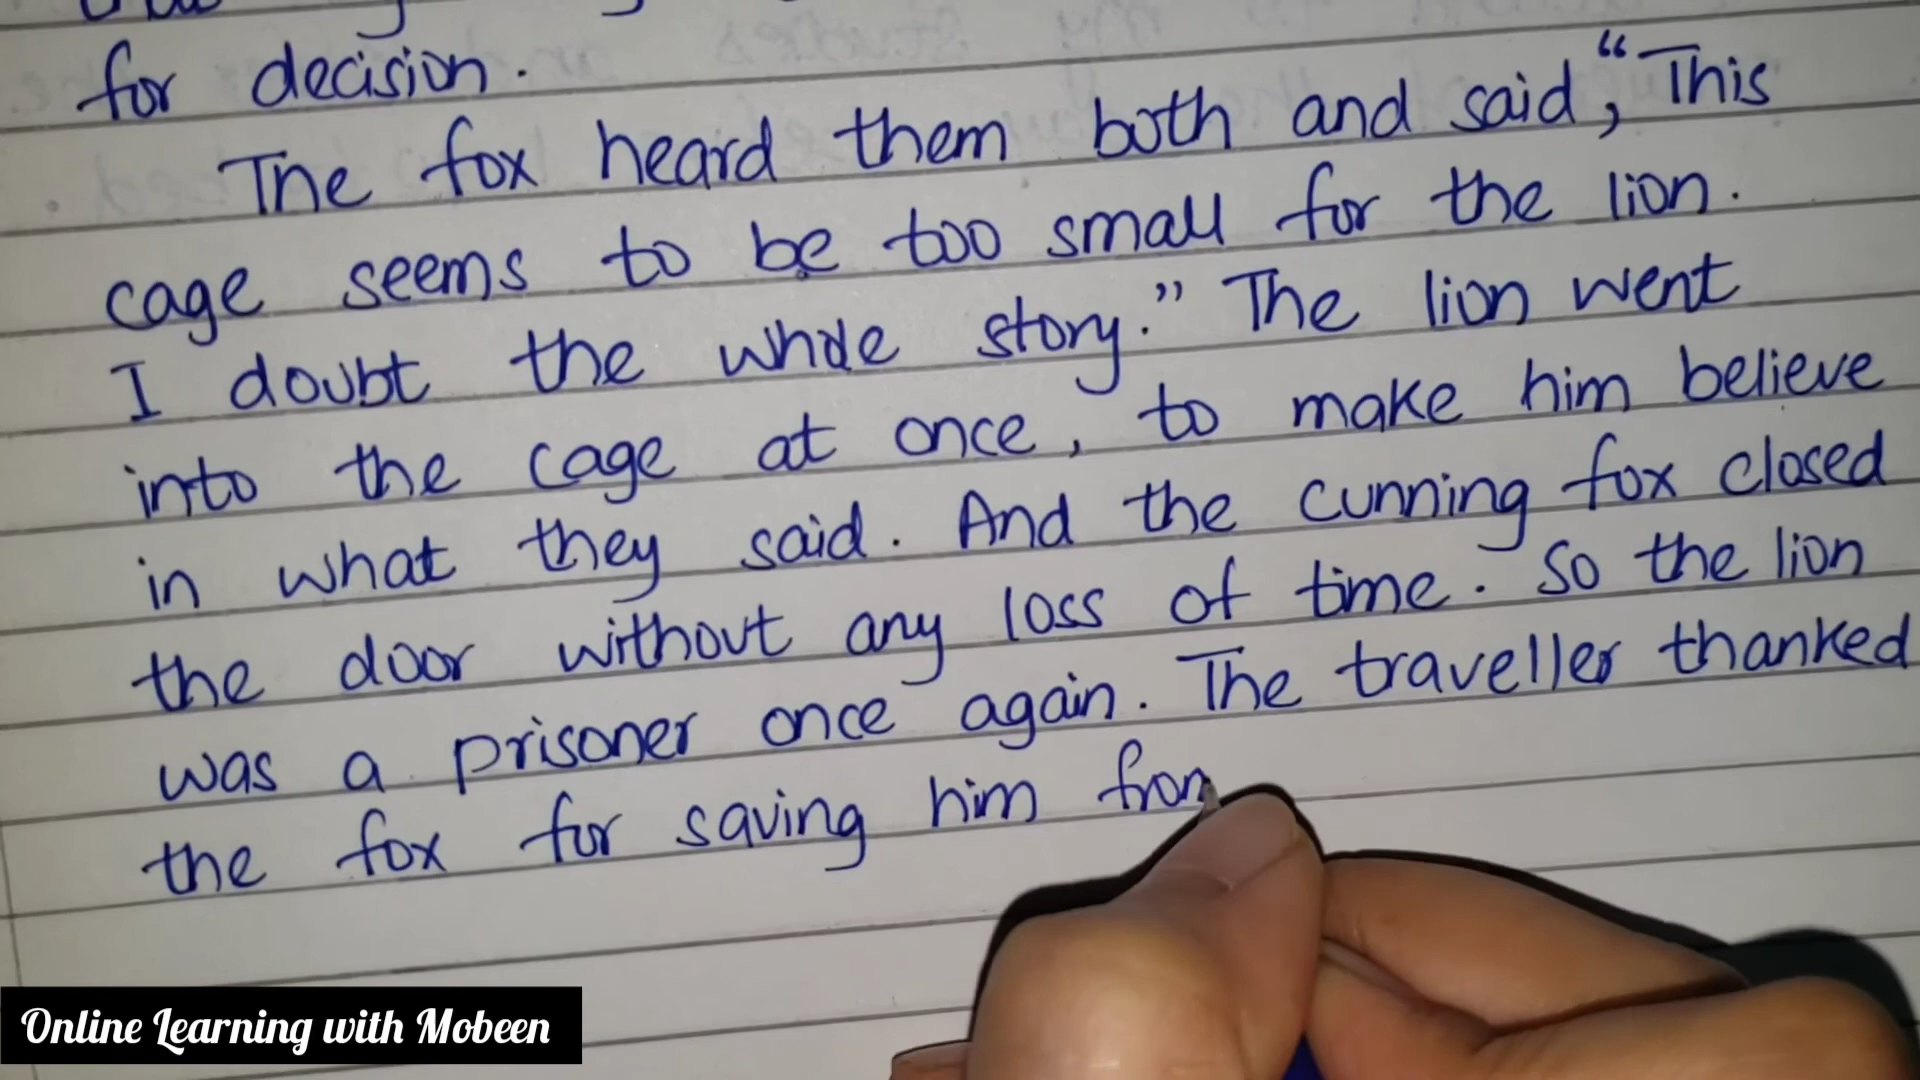 for decision.
The fox heard them both and said, "This
cage seems to be too small for the lion.
I doubt the whole story." The lion went
into the cage at once, to make him believe
in what they said. And the cunning fox closed
the door without any loss of time. So the lion
was a prisoner once again. The traveller thanked
the fox for saving him from
Online Learning with Mobeen